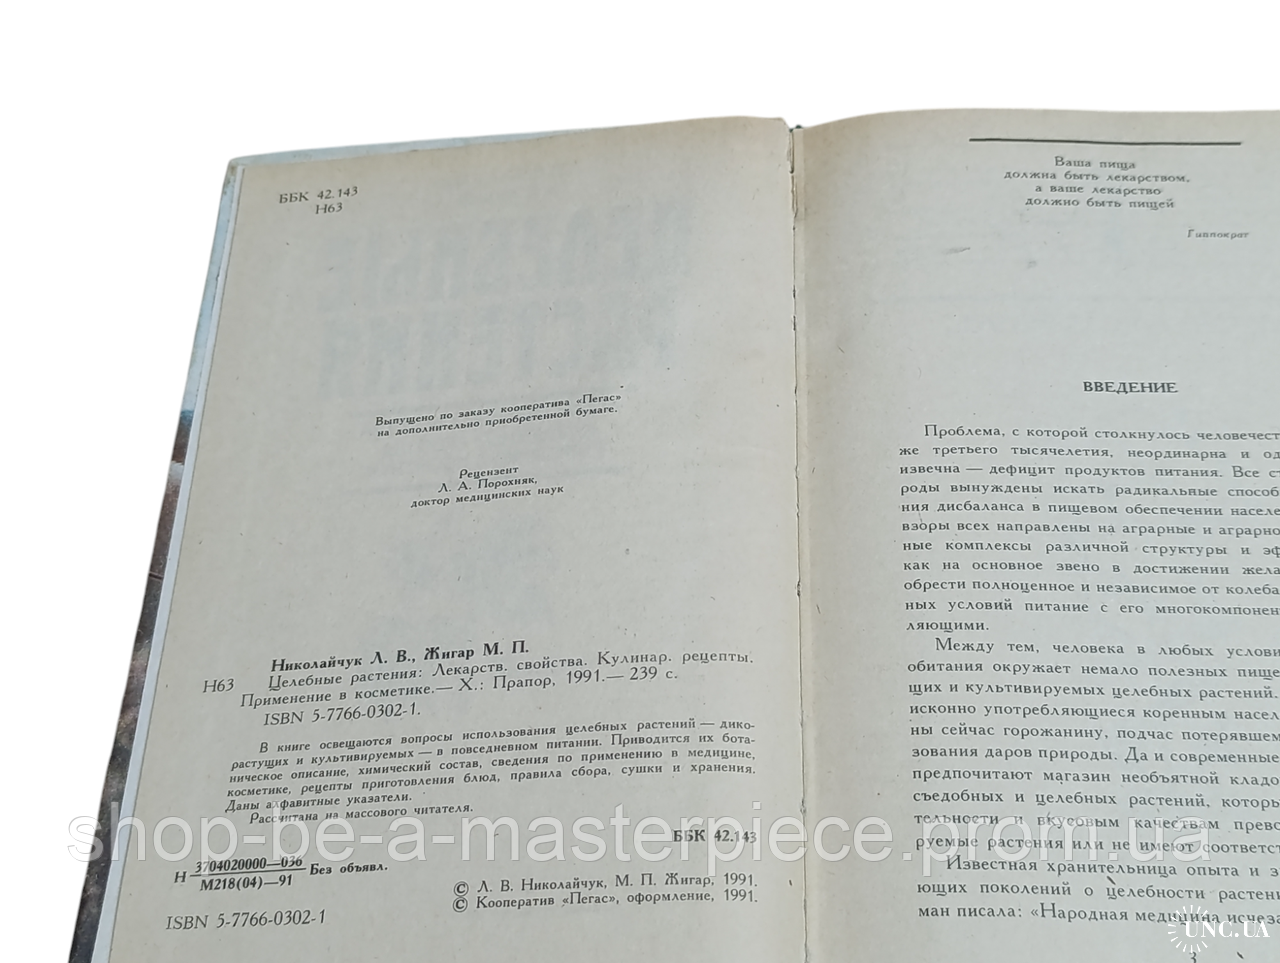 ББК 42.143
Н63
Выпущено по заказу кооператива «Пегас»
на дополнительно приобретенной бумаге.
Рецензент
Л. А. Порохняк,
доктор медицинских наук
Николайчук Л. В., Жигар М. П.
Н63 Целебные растения: Лекарств. свойства. Кулинар. рецепты.
Применение в косметике.— Х.: Прапор, 1991.— 239 с.
ISBN 5-7766-0302-1.
В книге освещаются вопросы использования целебных растений — дико-
растущих и культивируемых — в повседневном питании. Приводится их бота-
ническое описание, химический состав, сведения по применению в медицине,
косметике, рецепты приготовления блюд, правила сбора, сушки и хранения.
Даны алфавитные указатели.
Рассчитана на массового читателя.
ББК 42.143
Н 3704020000—036 Без объявл.
М218(04)—91
© Л. В. Николайчук, М. П. Жигар, 1991.
© Кооператив «Пегас», оформление, 1991.
ISBN 5-7766-0302-1
Ваша пища
должна быть лекарством,
а ваше лекарство
должно быть пищей
Гиппократ
ВВЕДЕНИЕ
Проблема, с которой столкнулось человечест
же третьего тысячелетия, неординарна и од
извечна — дефицит продуктов питания. Все ст
роды вынуждены искать радикальные способ
ния дисбаланса в пищевом обеспечении населе
взоры всех направлены на аграрные и аграрно
ные комплексы различной структуры и эф
как на основное звено в достижении жела
обрести полноценное и независимое от колеба
ных условий питание с его многокомпонен
ляющими.
Между тем, человека в любых услови
обитания окружает немало полезных пище
щих и культивируемых целебных растений.
исконно употребляющиеся коренным насел
ны сейчас горожанину, подчас потерявшем
зования даров природы. Да и современные
предпочитают магазин необъятной кладо
съедобных и целебных растений, которы
тельности и вкусовым качествам превос
руемые растения или не имеют соответст
Известная хранительница опыта и з
ющих поколений о целебности растени
ман писала: «Народная медицина исчеза
3
shop-be-a-masterpiece.prom.ua
UNC.UA